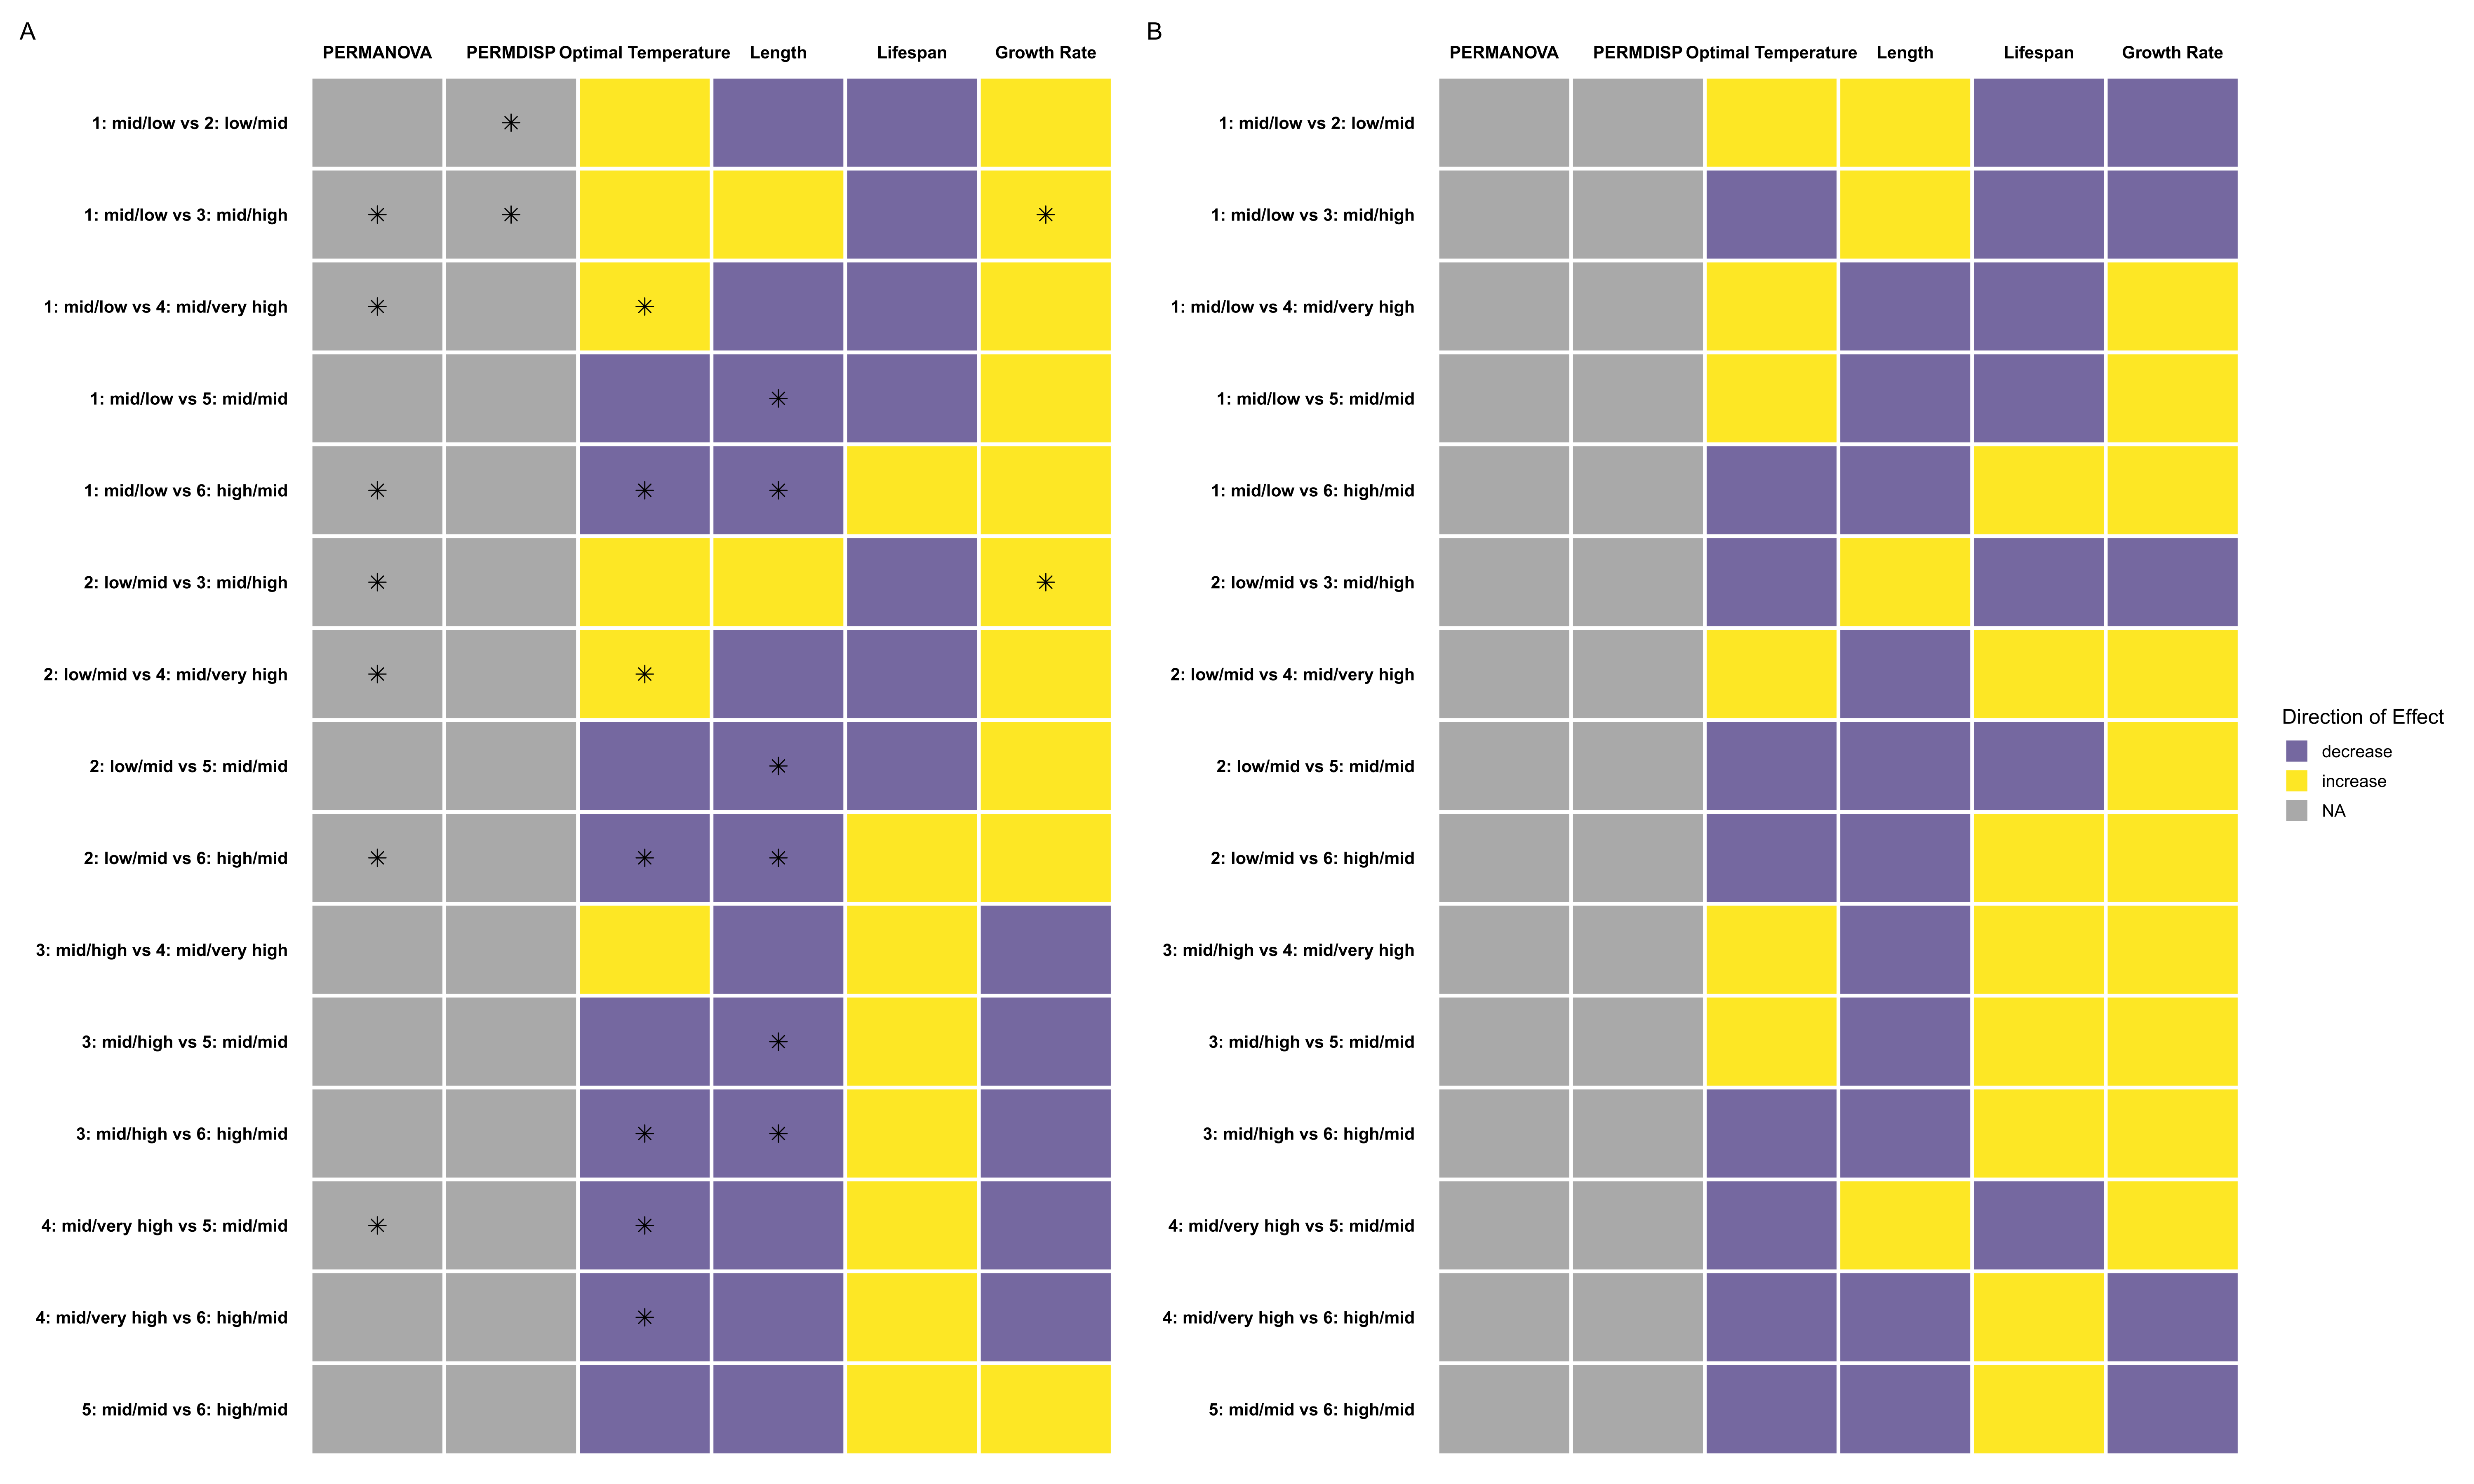 A
PERMANOVA PERMDISP Optimal Temperature Length Lifespan Growth Rate
1: mid/low vs 2: low/mid
1: mid/low vs 3: mid/high
1: mid/low vs 4: mid/very high
1: mid/low vs 5: mid/mid
1: mid/low vs 6: high/mid
2: low/mid vs 3: mid/high
2: low/mid vs 4: mid/very high
2: low/mid vs 5: mid/mid
2: low/mid vs 6: high/mid
3: mid/high vs 4: mid/very high
3: mid/high vs 5: mid/mid
3: mid/high vs 6: high/mid
4: mid/very high vs 5: mid/mid
4: mid/very high vs 6: high/mid
5: mid/mid vs 6: high/mid
B
PERMANOVA PERMDISP Optimal Temperature Length Lifespan Growth Rate
1: mid/low vs 2: low/mid
1: mid/low vs 3: mid/high
1: mid/low vs 4: mid/very high
1: mid/low vs 5: mid/mid
1: mid/low vs 6: high/mid
2: low/mid vs 3: mid/high
2: low/mid vs 4: mid/very high
2: low/mid vs 5: mid/mid
2: low/mid vs 6: high/mid
3: mid/high vs 4: mid/very high
3: mid/high vs 5: mid/mid
3: mid/high vs 6: high/mid
4: mid/very high vs 5: mid/mid
4: mid/very high vs 6: high/mid
5: mid/mid vs 6: high/mid
Direction of Effect
decrease
increase
NA